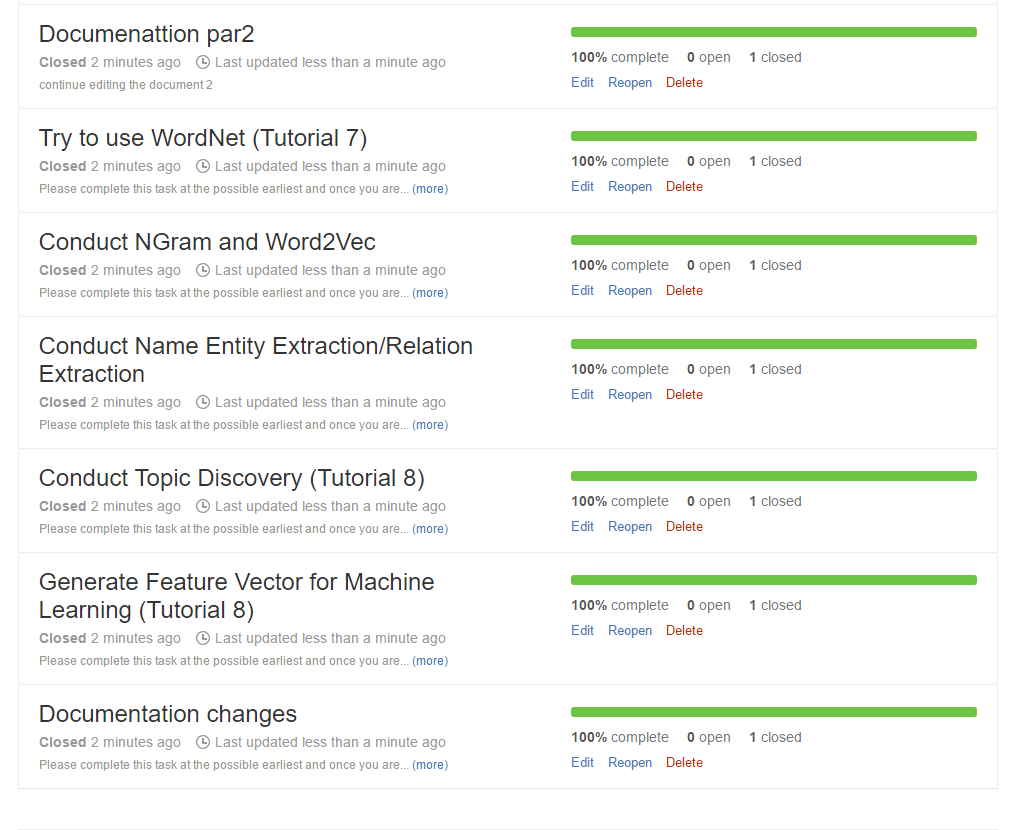 Documenattion par2
Closed 2 minutes ago Last updated less than a minute ago
continue editing the document 2
100% complete 0 open 1 closed
Edit Reopen Delete
Try to use WordNet (Tutorial 7)
Closed 2 minutes ago Last updated less than a minute ago
Please complete this task at the possible earliest and once you are... (more)
100% complete 0 open 1 closed
Edit Reopen Delete
Conduct NGram and Word2Vec
Closed 2 minutes ago Last updated less than a minute ago
Please complete this task at the possible earliest and once you are... (more)
100% complete 0 open 1 closed
Edit Reopen Delete
Conduct Name Entity Extraction/Relation
Extraction
Closed 2 minutes ago Last updated less than a minute ago
Please complete this task at the possible earliest and once you are... (more)
100% complete 0 open 1 closed
Edit Reopen Delete
Conduct Topic Discovery (Tutorial 8)
Closed 2 minutes ago Last updated less than a minute ago
Please complete this task at the possible earliest and once you are... (more)
100% complete 0 open 1 closed
Edit Reopen Delete
Generate Feature Vector for Machine
Learning (Tutorial 8)
Closed 2 minutes ago Last updated less than a minute ago
Please complete this task at the possible earliest and once you are... (more)
100% complete 0 open 1 closed
Edit Reopen Delete
Documentation changes
Closed 2 minutes ago Last updated less than a minute ago
Please complete this task at the possible earliest and once you are... (more)
100% complete 0 open 1 closed
Edit Reopen Delete